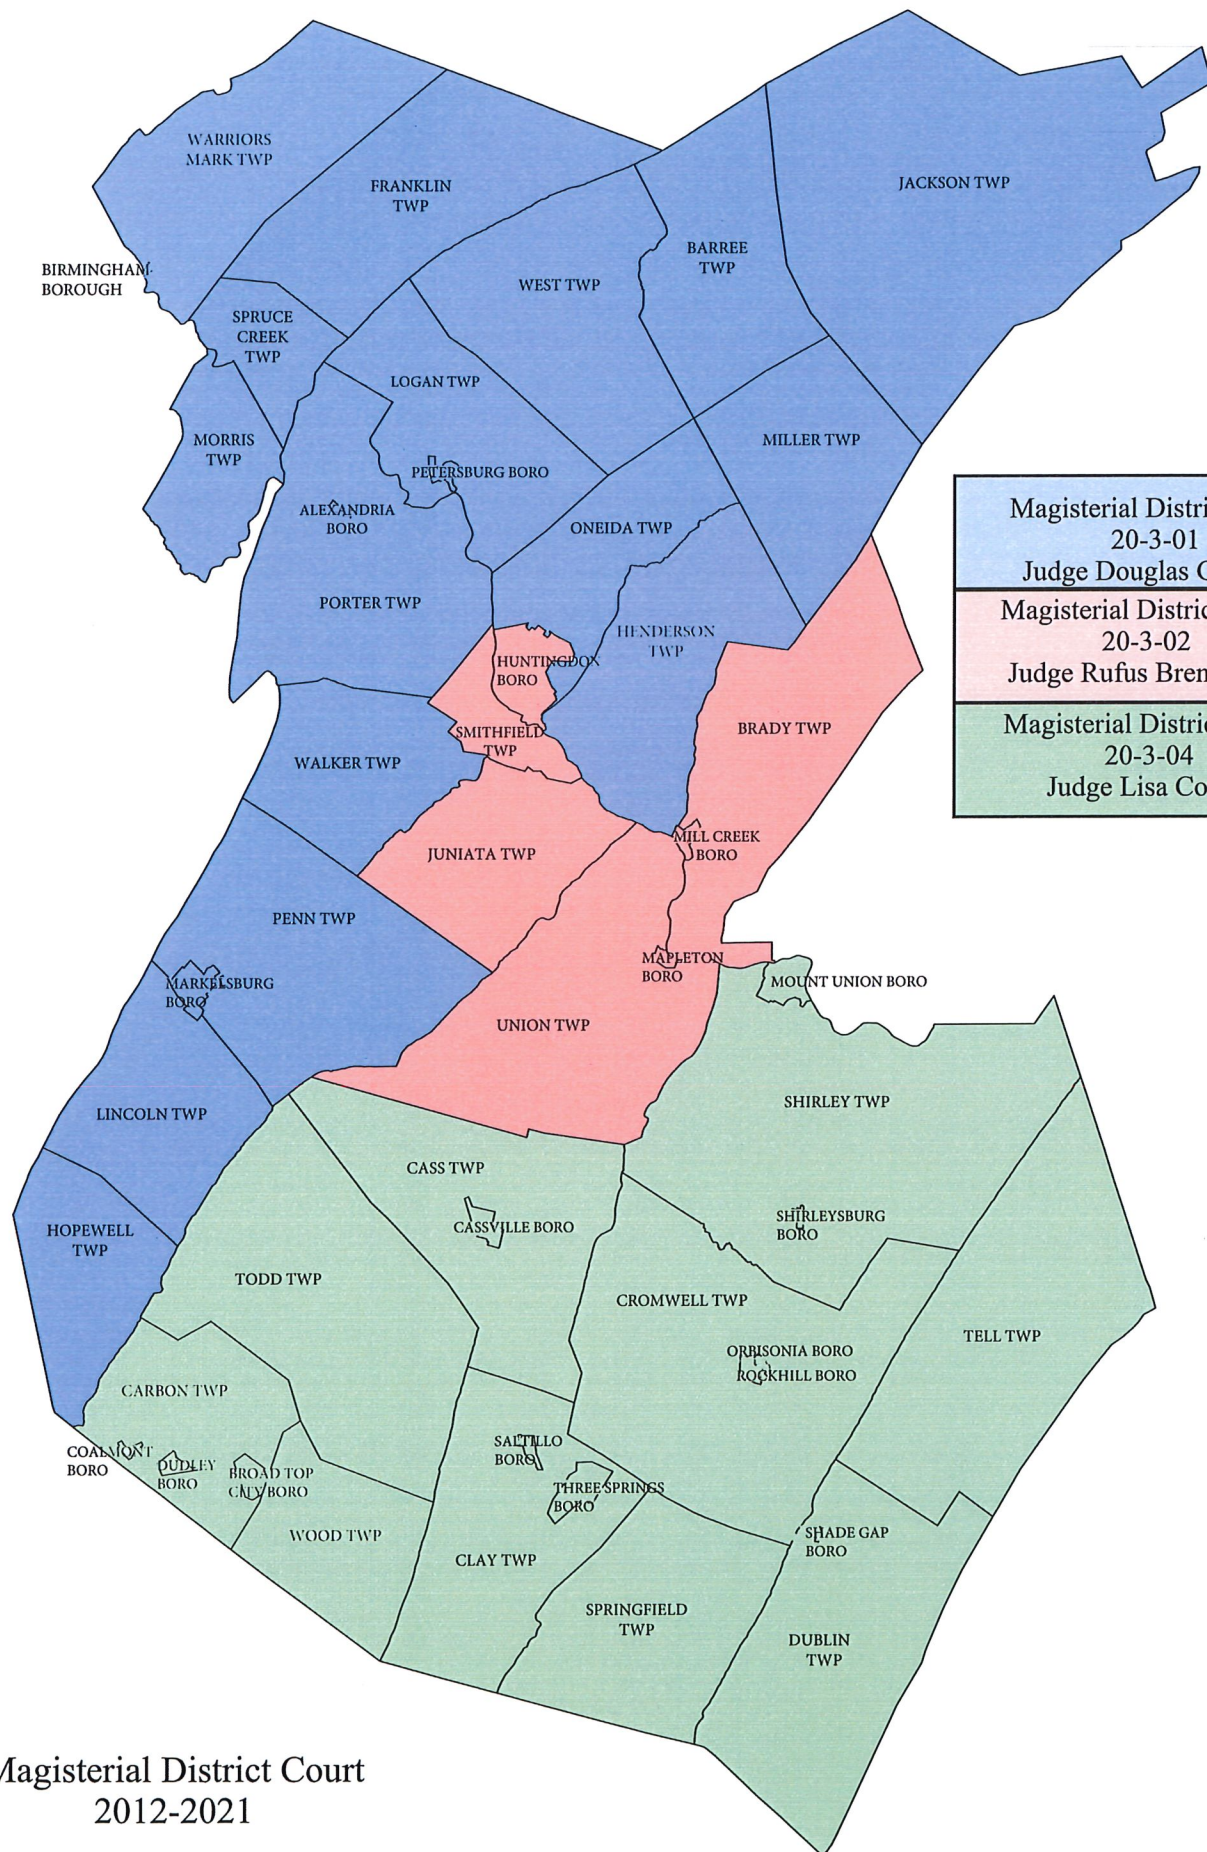 WARRIORS
MARK TWP
FRANKLIN
TWP
JACKSON TWP
BARREE
TWP
BIRMINGHAM
BOROUGH
WEST TWP
SPRUCE
CREEK
TWP
LOGAN TWP
MORRIS
TWP
MILLER TWP
PETERSBURG BORO
ALEXANDRIA
BORO
ONEIDA TWP
PORTER TWP
HENDERSON
TWP
HUNTINGDON
BORO
SMITHFIELD
TWP
BRADY TWP
WALKER TWP
MILL CREEK
BORO
JUNIATA TWP
PENN TWP
MAPLETON
BORO
MARKELSBURG
BORO
MOUNT UNION BORO
UNION TWP
LINCOLN TWP
SHIRLEY TWP
CASS TWP
CASSVILLE BORO
SHIRLEYSBURG
BORO
HOPEWELL
TWP
TODD TWP
CROMWELL TWP
TELL TWP
ORBISONIA BORO
ROCKHILL BORO
CARBON TWP
COALMONT
BORO
DUDLEY
BORO
BROAD TOP
CITY BORO
SALTILLO
BORO
THREE SPRINGS
BORO
WOOD TWP
CLAY TWP
SHADE GAP
BORO
SPRINGFIELD
TWP
DUBLIN
TWP
Magisterial
20-3-01
Judge Douglas
Magisterial
20-3-02
Judge Rufus
Magisterial
20-3-04
Judge Lisa
Magisterial District Court
2012-2021